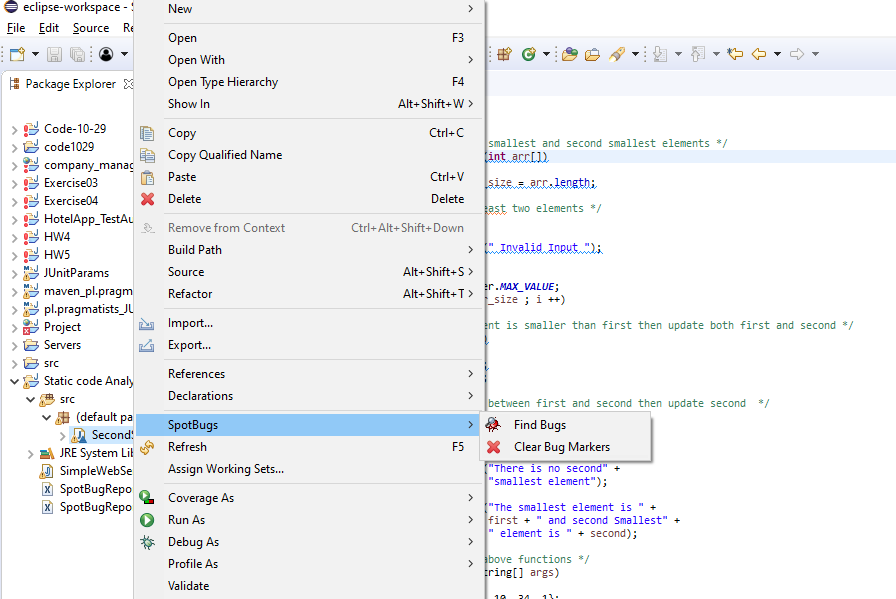 eclipse-workspace - S
File Edit Source Re
Package Explorer
Code-10-29
code1029
company_manag
Exercise03
Exercise04
HotelApp_TestAu
HW4
HW5
JUnitParams
maven_pl.pragm
pl.pragmatists_JU
Project
Servers
src
Static code Analy
src
(default pa
SecondS
JRE System Lib
SimpleWebSe
SpotBugRepo
SpotBugRepo
New
Open F3
Open With
Open Type Hierarchy F4
Show In Alt+Shift+W
Copy Ctrl+C
Copy Qualified Name
Paste Ctrl+V
Delete Delete
Remove from Context Ctrl+Alt+Shift+Down
Build Path
Source Alt+Shift+S
Refactor Alt+Shift+T
Import...
Export...
References
Declarations
SpotBugs
Refresh F5
Assign Working Sets...
Coverage As
Run As
Debug As
Profile As
Validate
Find Bugs
Clear Bug Markers
smallest and second smallest elements */
(int arr[])
_size = arr.length;
east two elements */
(" Invalid Input ");
er.MAX_VALUE;
r_size ; i ++)
ent is smaller than first then update both first and second */
;
;
between first and second then update second */
("There is no second" +
"smallest element");
("The smallest element is " +
first + " and second Smallest" +
" element is " + second);
above functions */
tring[] args)
10, 34, 1};